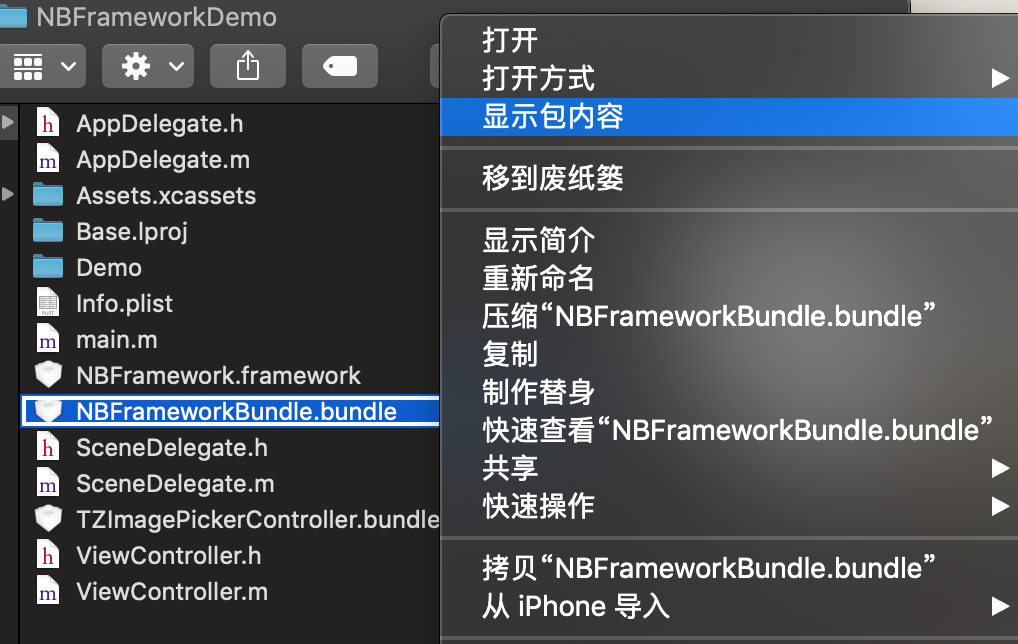 NBFrameworkDemo
AppDelegate.h
AppDelegate.m
Assets.xcassets
Base.lproj
Demo
Info.plist
main.m
NBFramework.framework
NBFrameworkBundle.bundle
SceneDelegate.h
SceneDelegate.m
TZImagePickerController.bundle
ViewController.h
ViewController.m
打开
打开方式
显示包内容
移到废纸篓
显示简介
重新命名
压缩“NBFrameworkBundle.bundle”
复制
制作替身
快速查看“NBFrameworkBundle.bundle”
共享
快速操作
拷贝“NBFrameworkBundle.bundle”
从 iPhone 导入